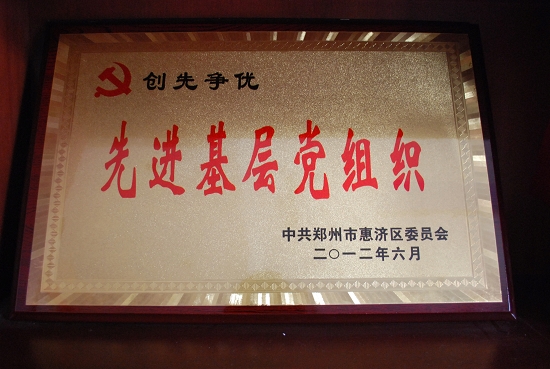 创先争优
先进基层党组织
中共郑州市惠济区委员会
二〇一二年六月